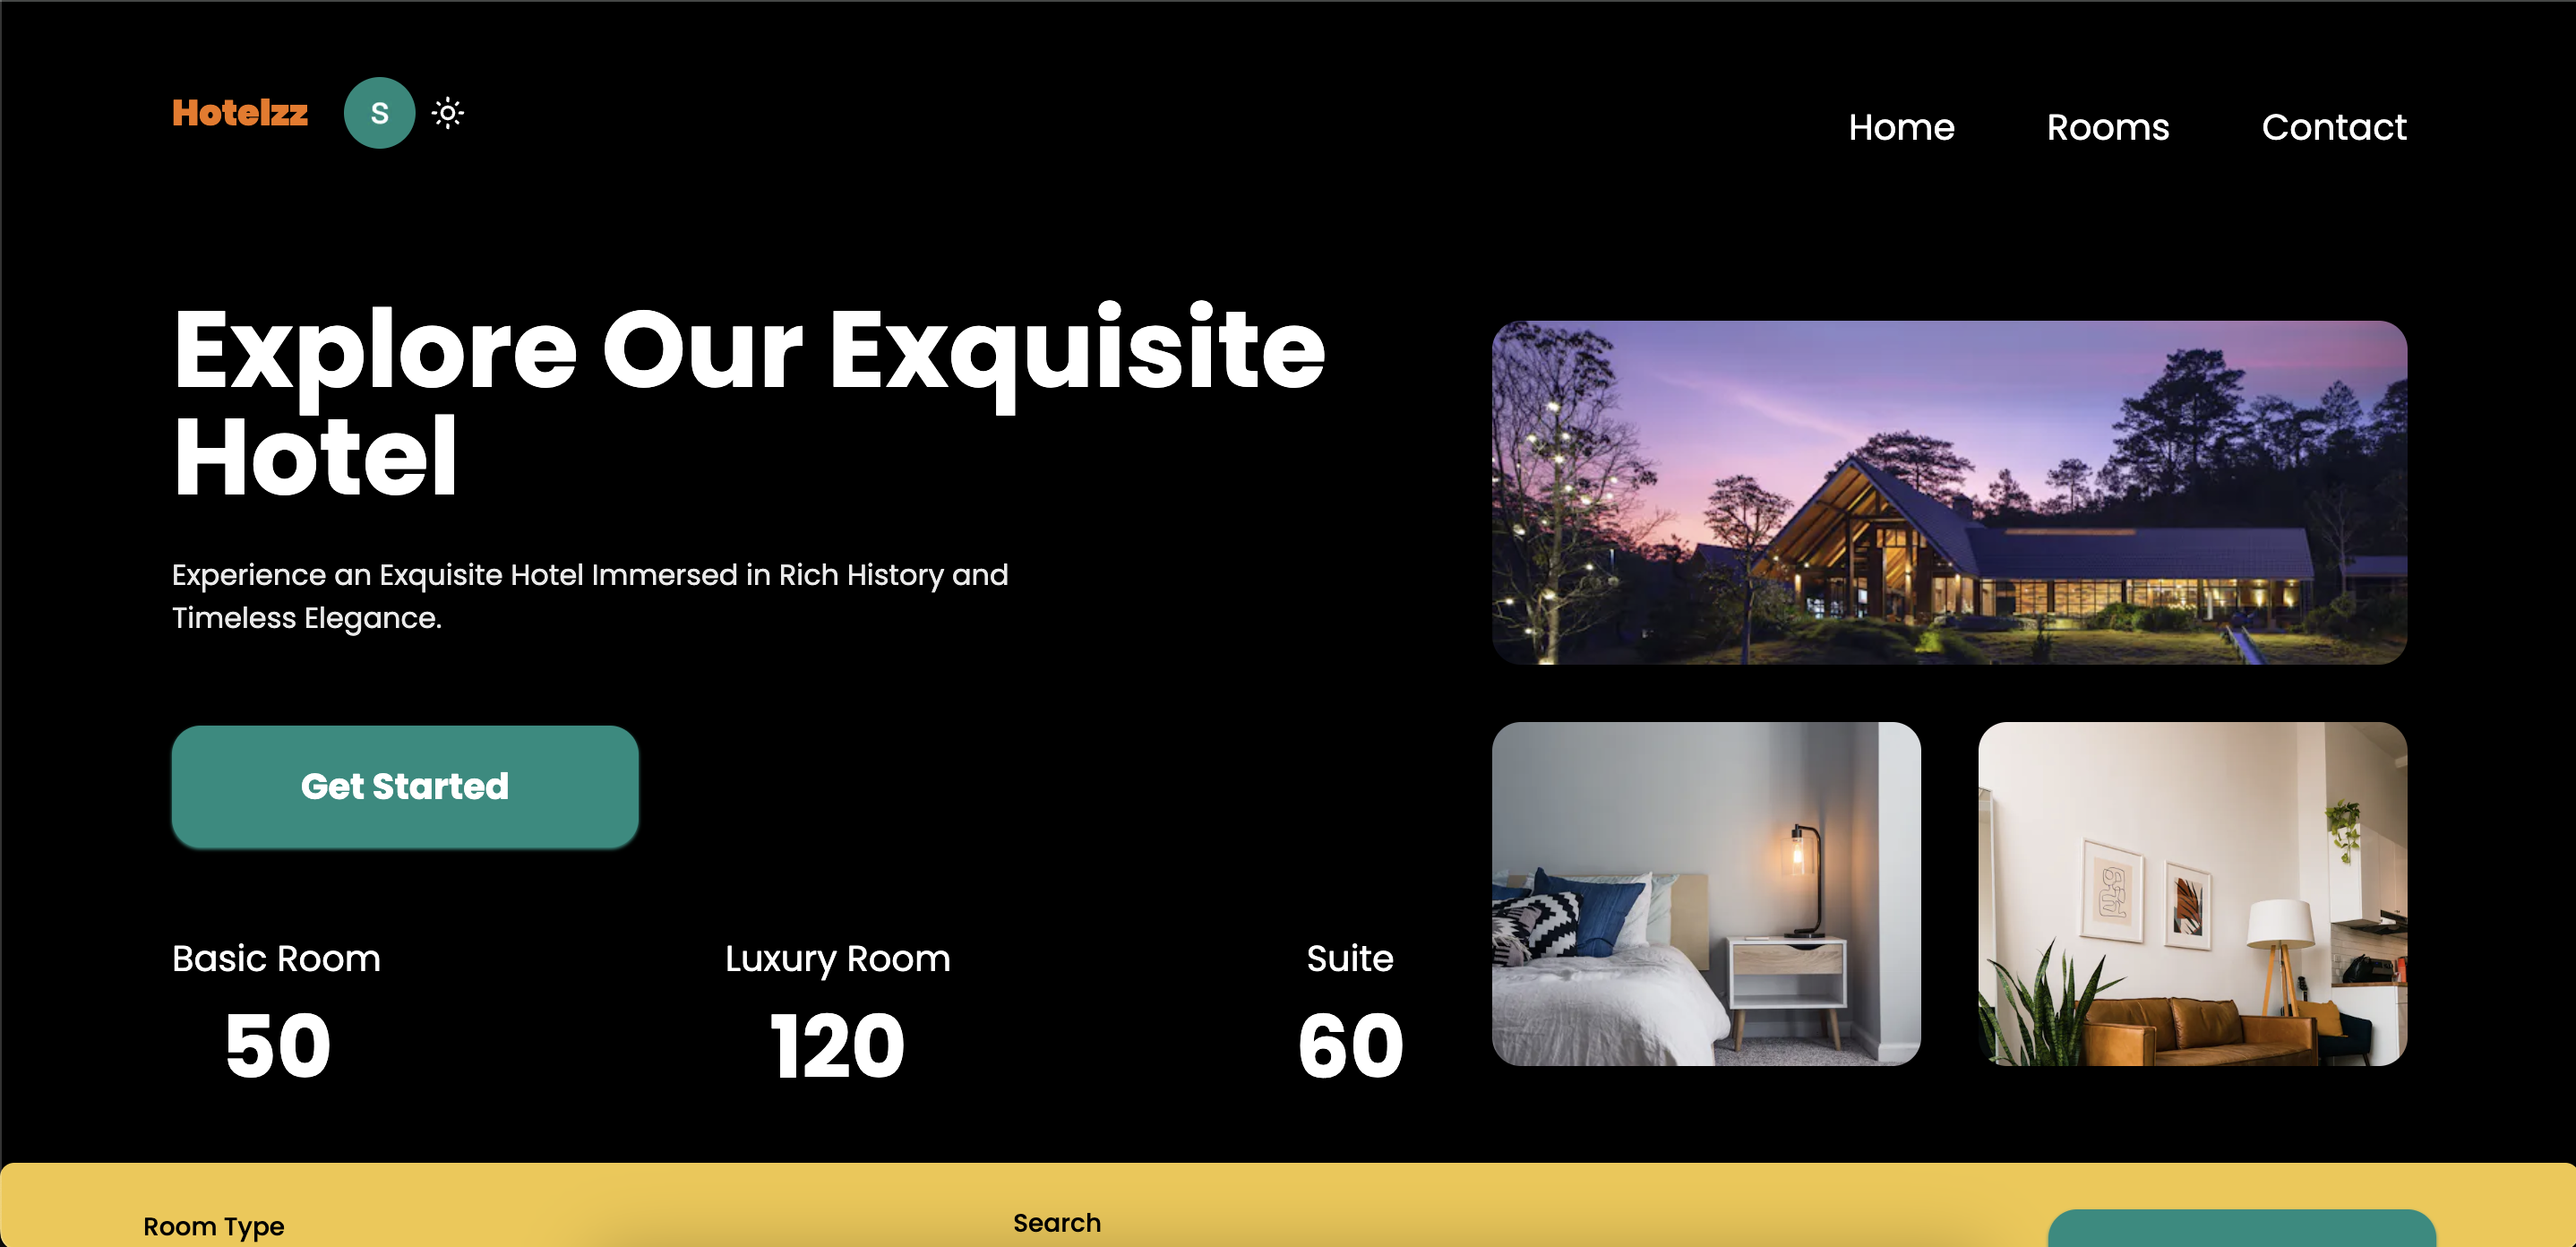 Hotelzz
S
Home Rooms Contact
Explore Our Exquisite
Hotel
Experience an Exquisite Hotel Immersed in Rich History and
Timeless Elegance.
Get Started
Basic Room
50
Luxury Room
120
Suite
60
Room Type
Search